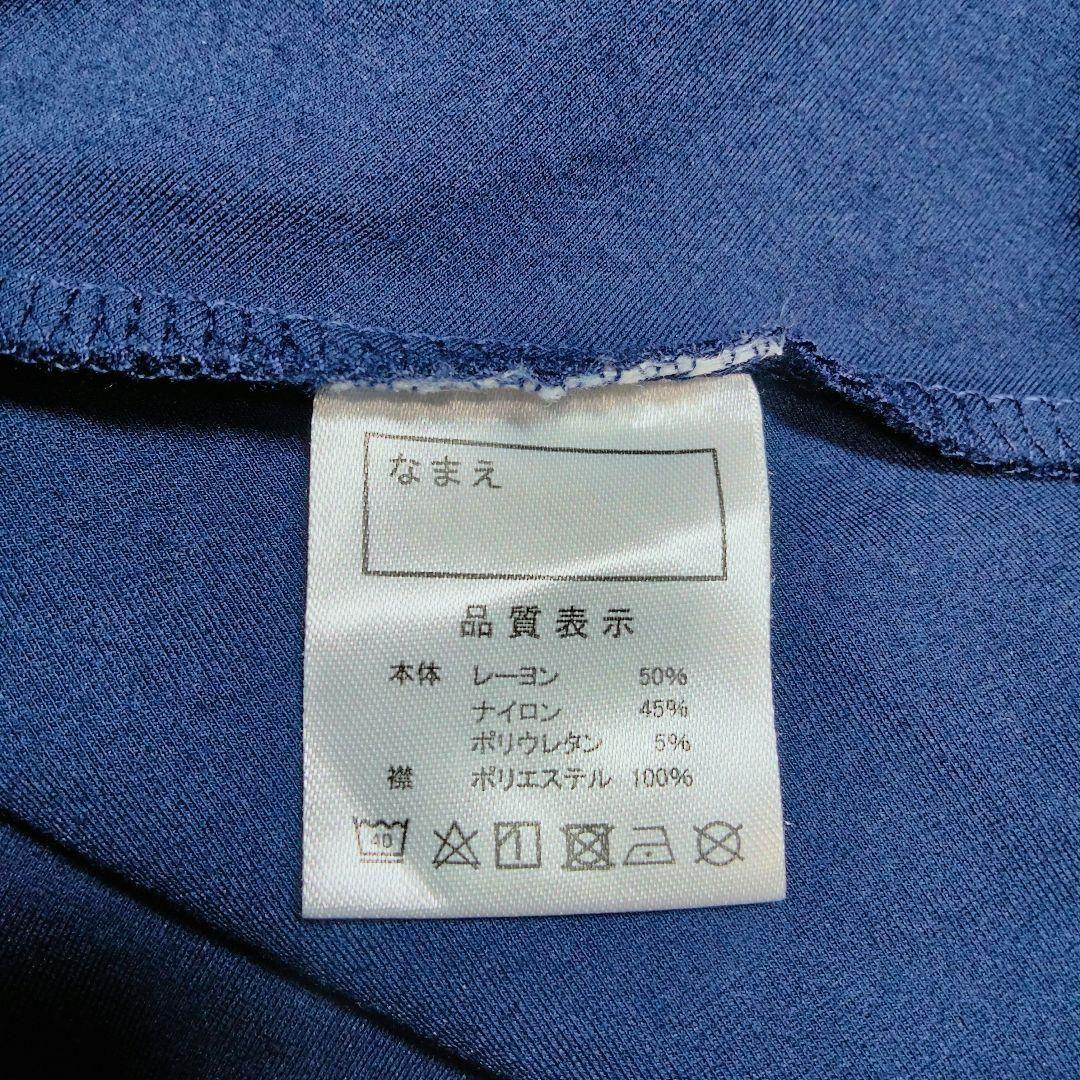 なまえ
品質表示
本体 レーヨン 50%
ナイロン 45%
ポリウレタン 5%
襟 ポリエステル 100%
40